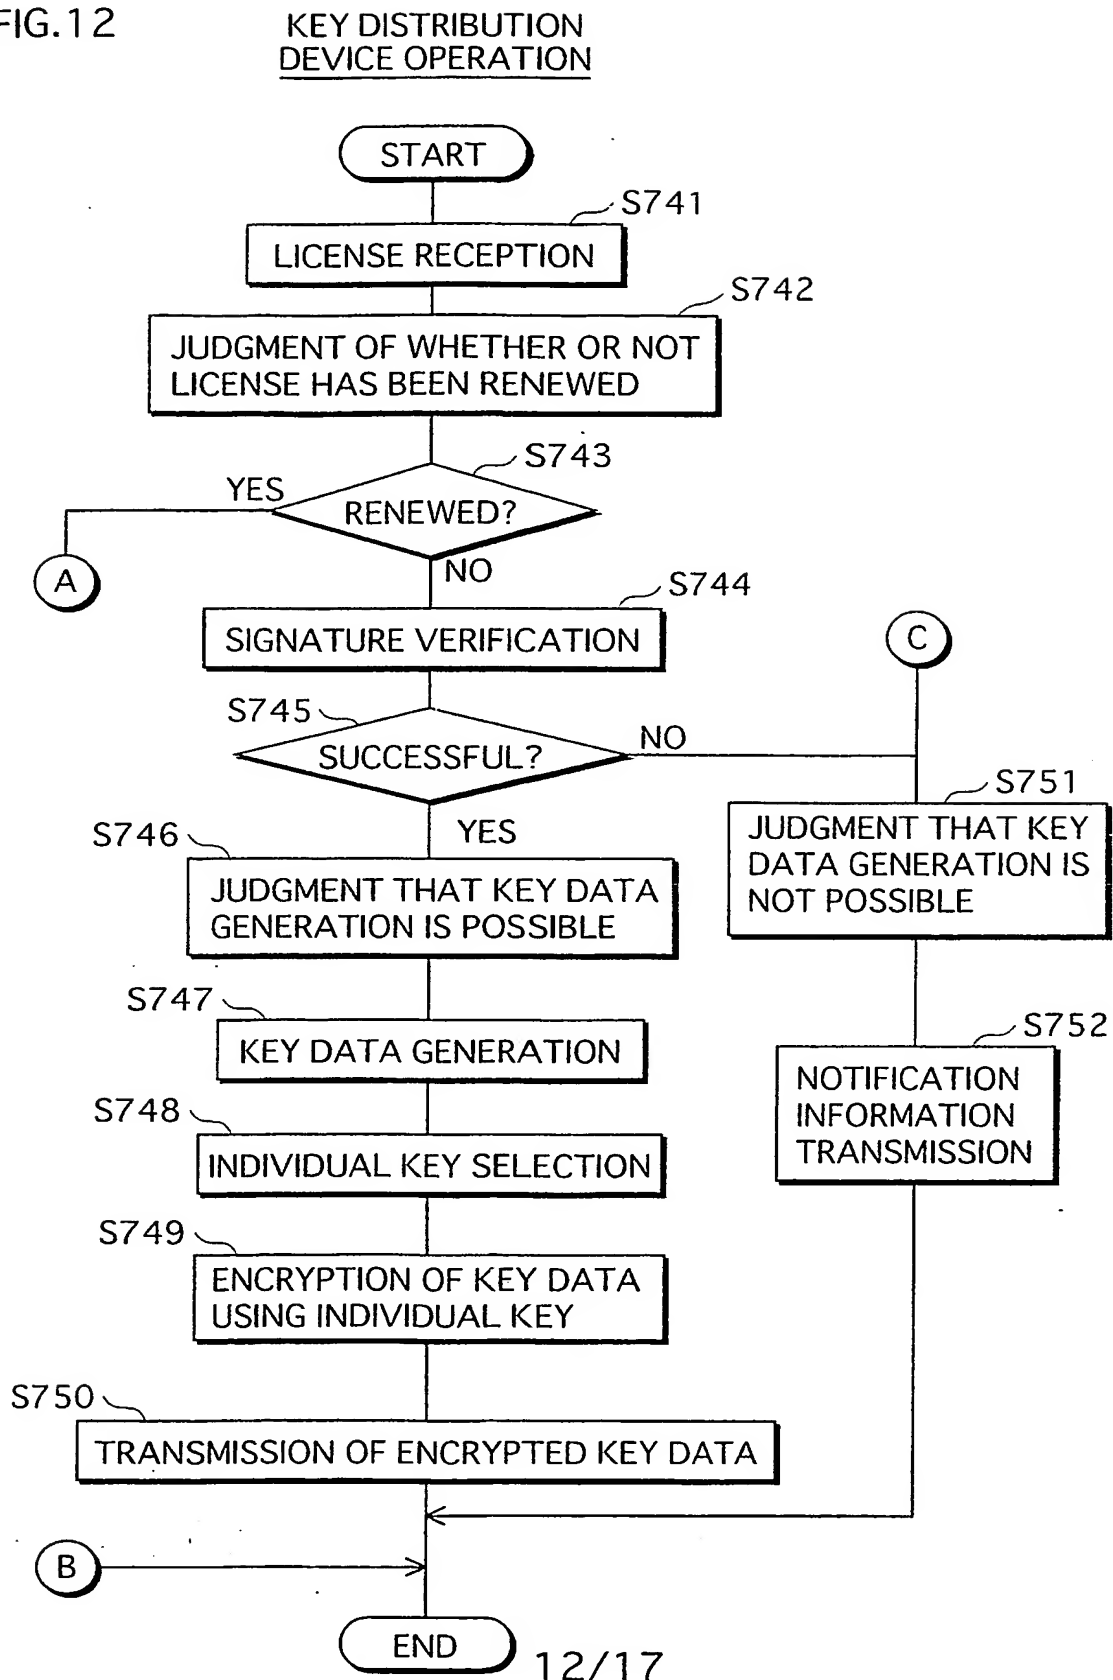 FIG.12
KEY DISTRIBUTION
DEVICE OPERATION
START
S741
LICENSE RECEPTION
S742
JUDGMENT OF WHETHER OR NOT
LICENSE HAS BEEN RENEWED
S743
YES
RENEWED?
A
NO
S744
SIGNATURE VERIFICATION
C
S745
SUCCESSFUL?
NO
YES
S751
JUDGMENT THAT KEY
DATA GENERATION IS
NOT POSSIBLE
S746
JUDGMENT THAT KEY DATA
GENERATION IS POSSIBLE
S747
KEY DATA GENERATION
S752
NOTIFICATION
INFORMATION
TRANSMISSION
S748
INDIVIDUAL KEY SELECTION
S749
ENCRYPTION OF KEY DATA
USING INDIVIDUAL KEY
S750
TRANSMISSION OF ENCRYPTED KEY DATA
B
END
12/17